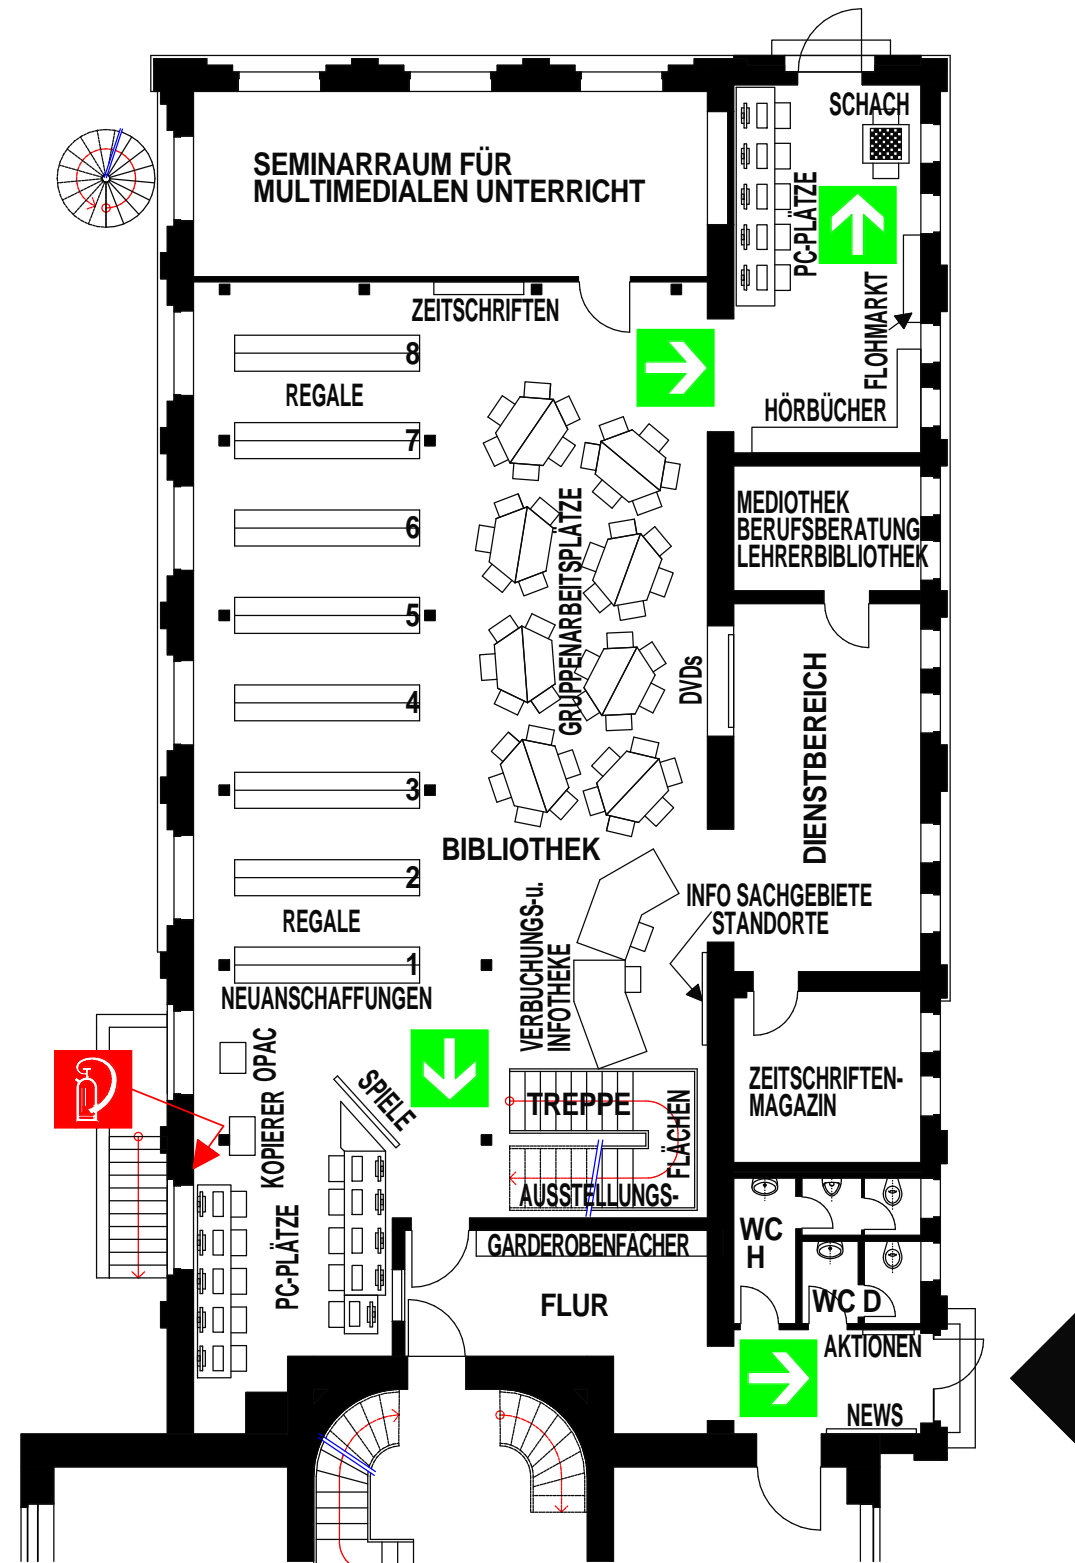 SCHACH
SEMINARRAUM FÜR
MULTIMEDIALEN UNTERRICHT
PC-PLÄTZE
ZEITSCHRIFTEN
FLOHMARKT
8
REGALE
HÖRBÜCHER
7
MEDIOTHEK
BERUFSBERATUNG
LEHRERBIBLIOTHEK
6
GRUPPENARBEITSPLÄTZE
5
DVDs
DIENSTBEREICH
4
3
BIBLIOTHEK
2
INFO SACHGEBIETE
STANDORTE
REGALE
VERBUCHUNGS-u.
INFOTHEKE
1
NEUANSCHAFFUNGEN
OPAC
SPIELE
KOPIERER
TREPPE
ZEITSCHRIFTEN-
MAGAZIN
AUSSTELLUNGS-
FLÄCHEN
PC-PLÄTZE
GARDEROBENFÄCHER
WC
H
FLUR
WC D
AKTIONEN
NEWS